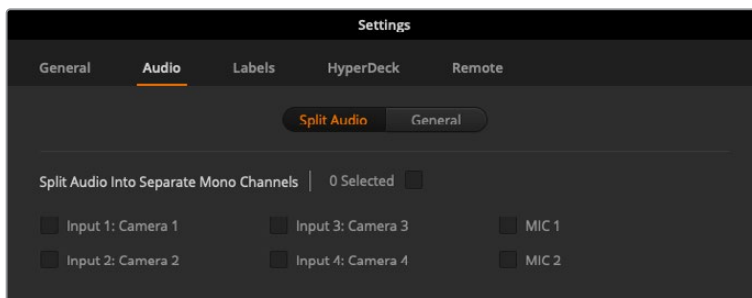 Settings
General Audio Labels HyperDeck Remote
Split Audio General
Split Audio Into Separate Mono Channels 0 Selected
Input 1: Camera 1 Input 3: Camera 3 MIC 1
Input 2: Camera 2 Input 4: Camera 4 MIC 2